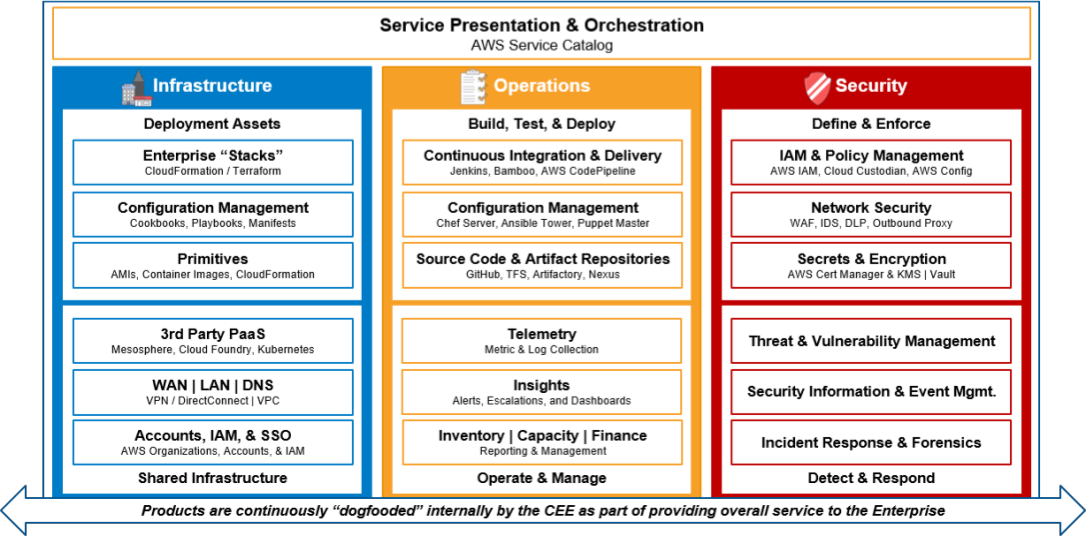 Service Presentation & Orchestration
AWS Service Catalog
Infrastructure
Deployment Assets
Enterprise “Stacks”
CloudFormation / Terraform
Configuration Management
Cookbooks, Playbooks, Manifests
Primitives
AMIs, Container Images, CloudFormation
3rd Party PaaS
Mesosphere, Cloud Foundry, Kubernetes
WAN | LAN | DNS
VPN / DirectConnect | VPC
Accounts, IAM, & SSO
AWS Organizations, Accounts, & IAM
Shared Infrastructure
Operations
Build, Test, & Deploy
Continuous Integration & Delivery
Jenkins, Bamboo, AWS CodePipeline
Configuration Management
Chef Server, Ansible Tower, Puppet Master
Source Code & Artifact Repositories
GitHub, TFS, Artifactory, Nexus
Telemetry
Metric & Log Collection
Insights
Alerts, Escalations, and Dashboards
Inventory | Capacity | Finance
Reporting & Management
Operate & Manage
Security
Define & Enforce
IAM & Policy Management
AWS IAM, Cloud Custodian, AWS Config
Network Security
WAF, IDS, DLP, Outbound Proxy
Secrets & Encryption
AWS Cert Manager & KMS | Vault
Threat & Vulnerability Management
Security Information & Event Mgmt.
Incident Response & Forensics
Detect & Respond
Products are continuously “dogfooded” internally by the CEE as part of providing overall service to the Enterprise